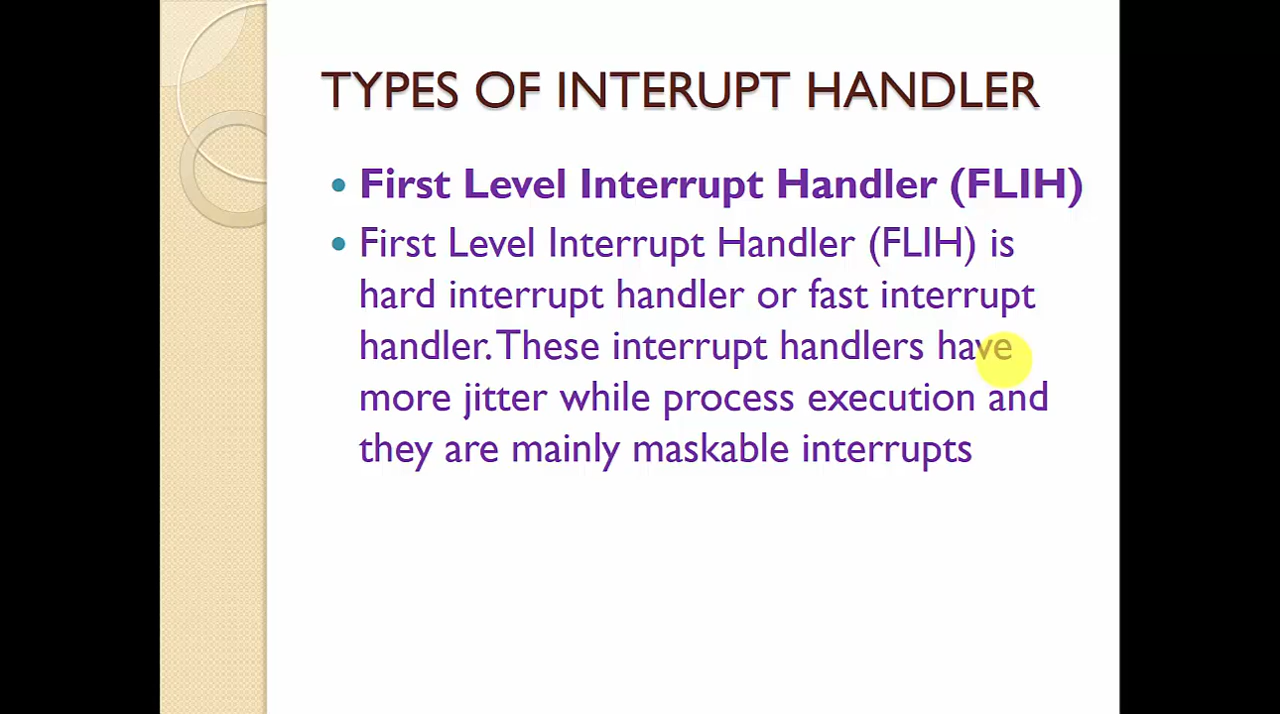 TYPES OF INTERUPT HANDLER
• First Level Interrupt Handler (FLIH)
• First Level Interrupt Handler (FLIH) is
hard interrupt handler or fast interrupt
handler. These interrupt handlers have
more jitter while process execution and
they are mainly maskable interrupts